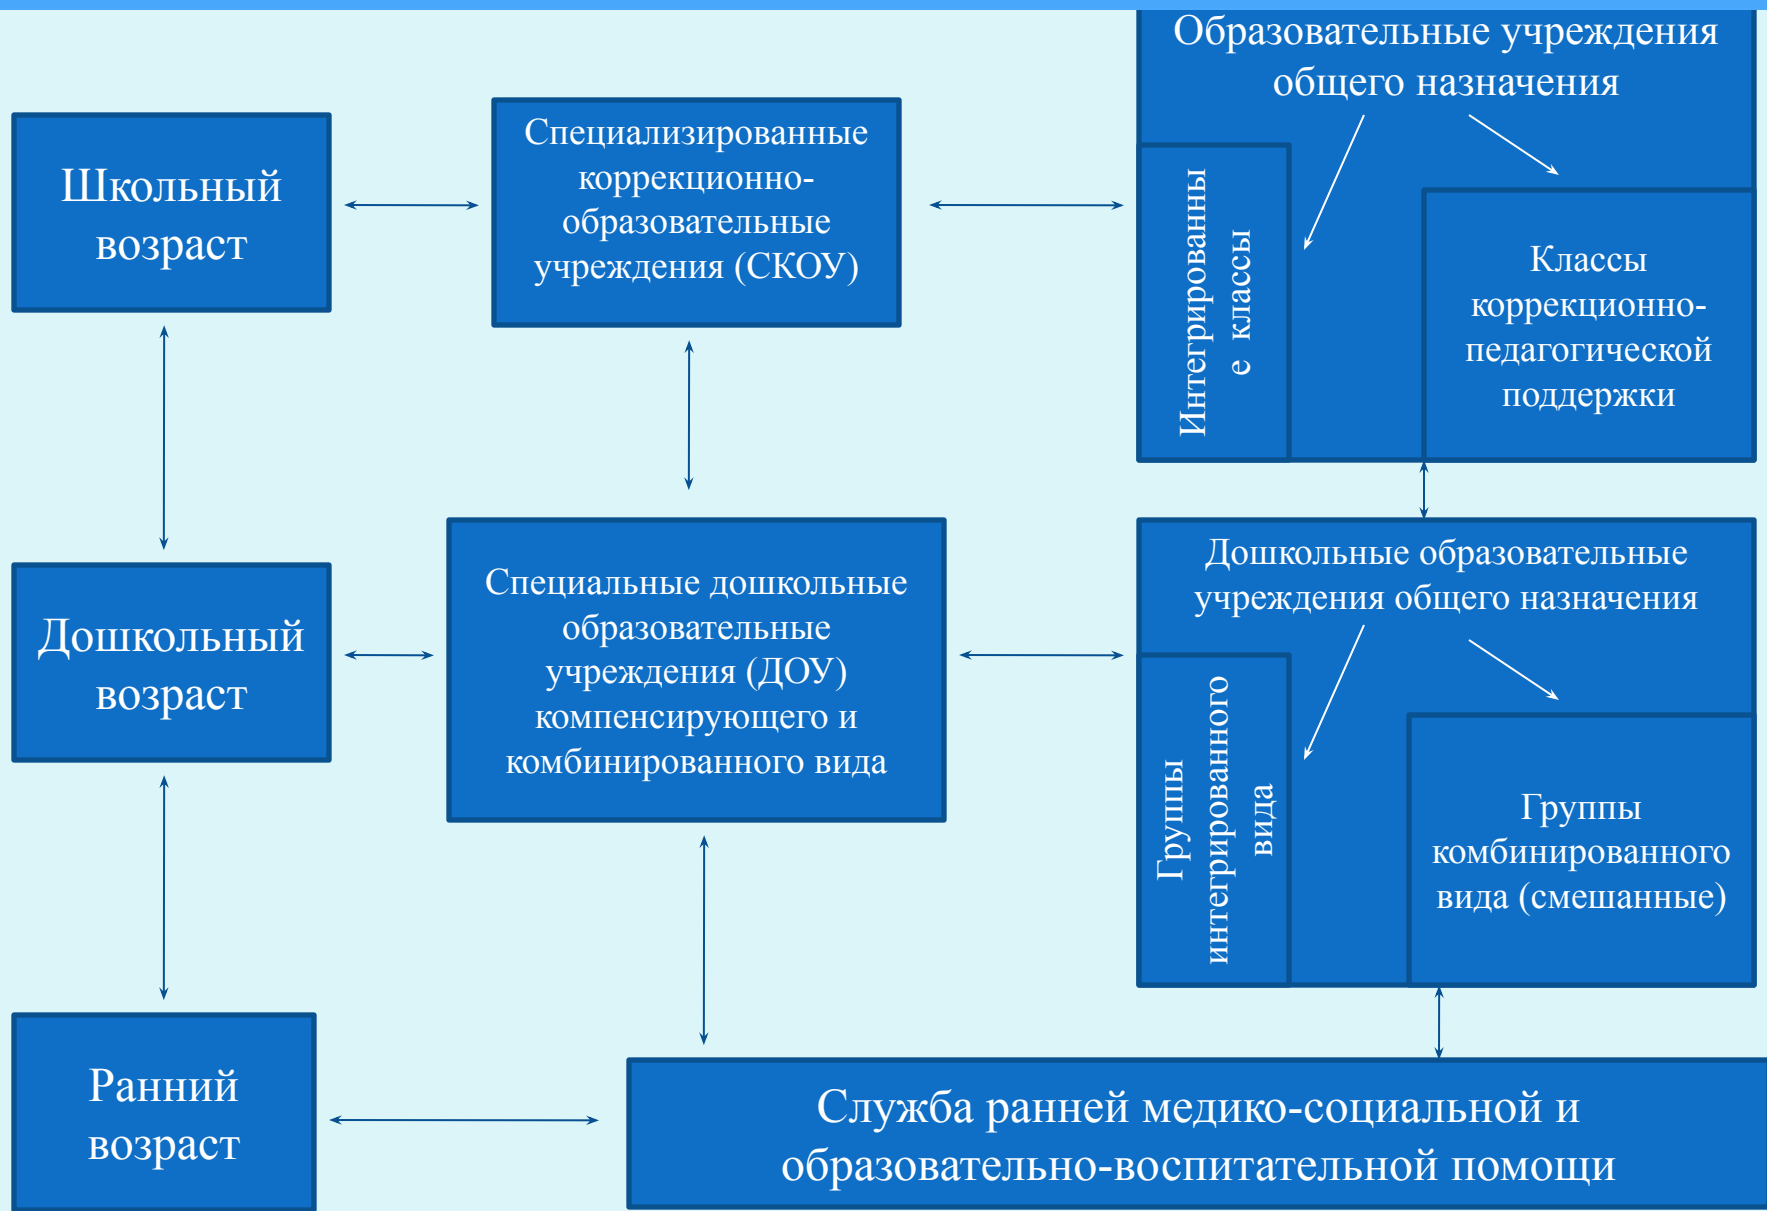 Образовательные учреждения
общего назначения
Школьный
возраст
Специализированные
коррекционно-
образовательные
учреждения (СКОУ)
Интегрированны
е классы
Классы
коррекционно-
педагогической
поддержки
Дошкольный
возраст
Специальные дошкольные
образовательные
учреждения (ДОУ)
компенсирующего и
комбинированного вида
Дошкольные образовательные
учреждения общего назначения
Группы
интегрированного
вида
Группы
комбинированного
вида (смешанные)
Ранний
возраст
Служба ранней медико-социальной и
образовательно-воспитательной помощи